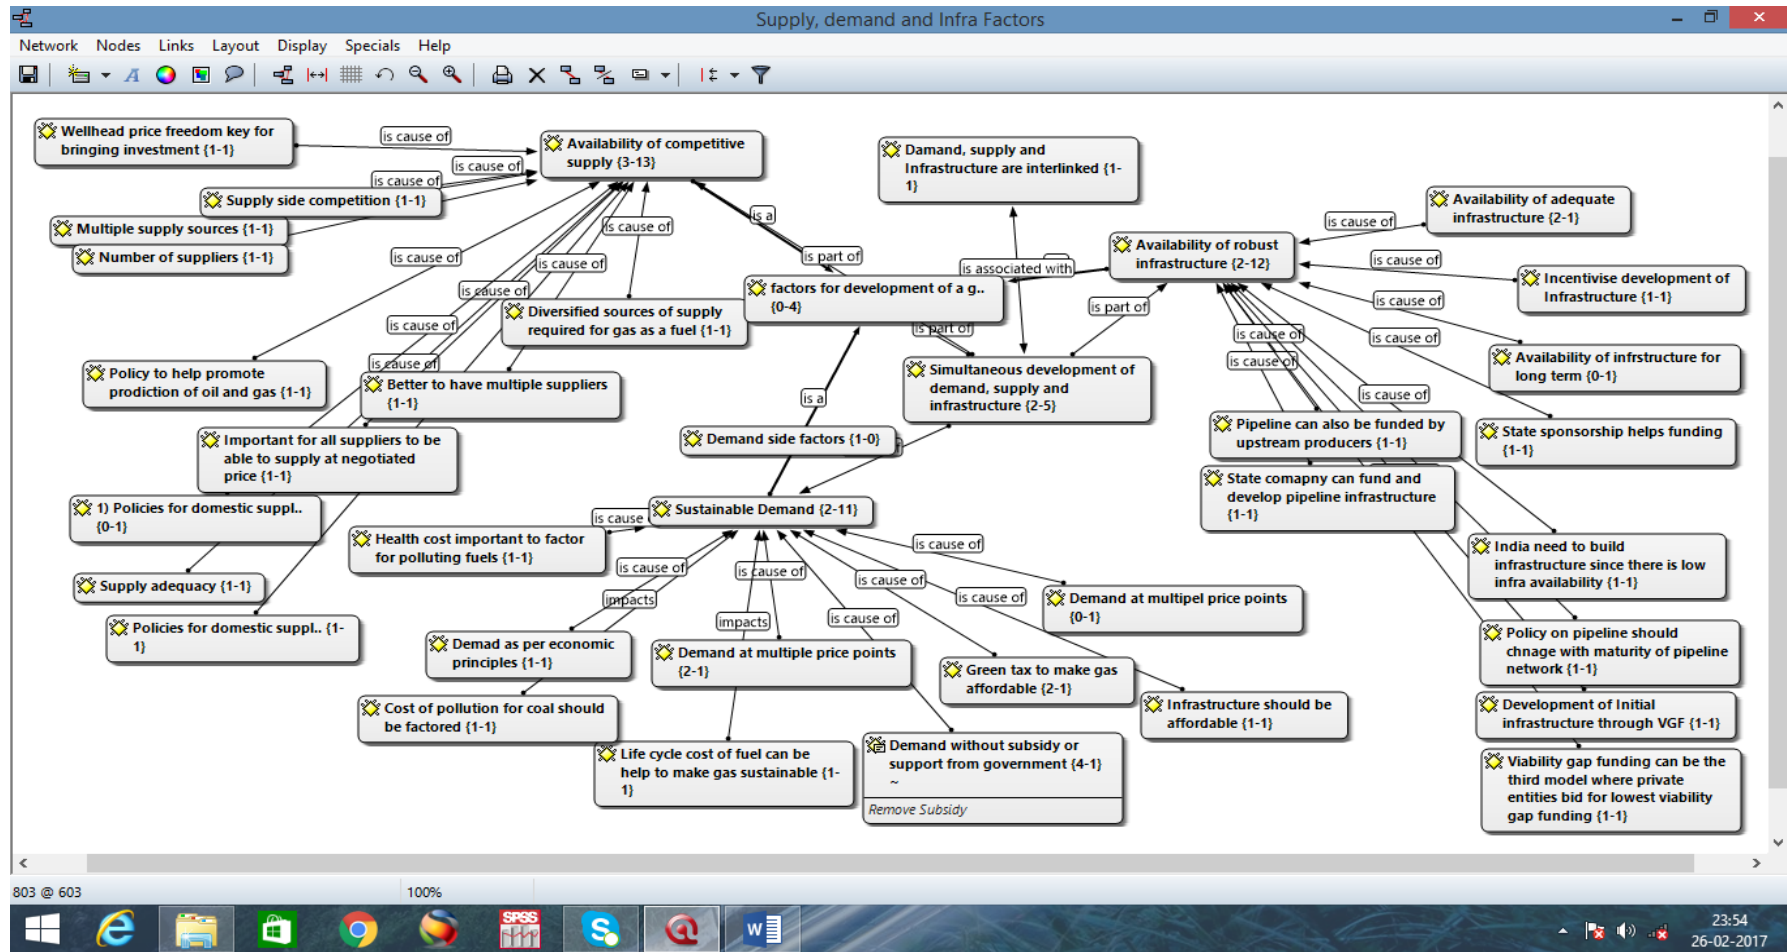 Supply, demand and Infra Factors
Network Nodes Links Layout Display Specials Help
A
Wellhead price freedom key for
bringing investment {1-1}
is cause of
Availability of competitive
supply {3-13}
is cause of
is cause of
Supply side competition {1-1}
Multiple supply sources {1-1}
Number of suppliers {1-1}
Damand, supply and
Infrastructure are interlinked {1-
1}
Availability of adequate
infrastructure {2-1}
is cause of
is a
is cause of
is part of
is associated with
Availability of robust
infrastructure {2-12}
is cause of
Incentivise development of
Infrastructure {1-1}
is cause of
is cause of
is cause of
factors for development of a g..
{0-4}
is part of
is cause of
Diversified sources of supply
required for gas as a fuel {1-1}
is cause of
is part of
is cause of
is cause of
is cause of
Availability of infrstructure for
long term {0-1}
Policy to help promote
prodiction of oil and gas {1-1}
is cause of
Better to have multiple suppliers
{1-1}
Simultaneous development of
demand, supply and
infrastructure {2-5}
is a
is cause of
Important for all suppliers to be
able to supply at negotiated
price {1-1}
Demand side factors {1-0}
Pipeline can also be funded by
upstream producers {1-1}
State sponsorship helps funding
{1-1}
State comapny can fund and
develop pipeline infrastructure
{1-1}
1) Policies for domestic suppl..
{0-1}
is cause
Sustainable Demand {2-11}
Health cost important to factor
for polluting fuels {1-1}
is cause of
India need to build
infrastructure since there is low
infra availability {1-1}
Supply adequacy {1-1}
is cause of
is cause of
is cause of
is cause of
Demand at multipel price points
{0-1}
impacts
impacts
is cause of
Policies for domestic suppl.. {1-
1}
Demad as per economic
principles {1-1}
Demand at multiple price points
{2-1}
Green tax to make gas
affordable {2-1}
Policy on pipeline should
chnage with maturity of pipeline
network {1-1}
Cost of pollution for coal should
be factored {1-1}
Infrastructure should be
affordable {1-1}
Development of Initial
infrastructure through VGF {1-1}
Life cycle cost of fuel can be
help to make gas sustainable {1-
1}
Demand without subsidy or
support from government {4-1}
~
Remove Subsidy
Viability gap funding can be the
third model where private
entities bid for lowest viability
gap funding {1-1}
803 @ 603
100%
SPSS
S
W
23:54
26-02-2017